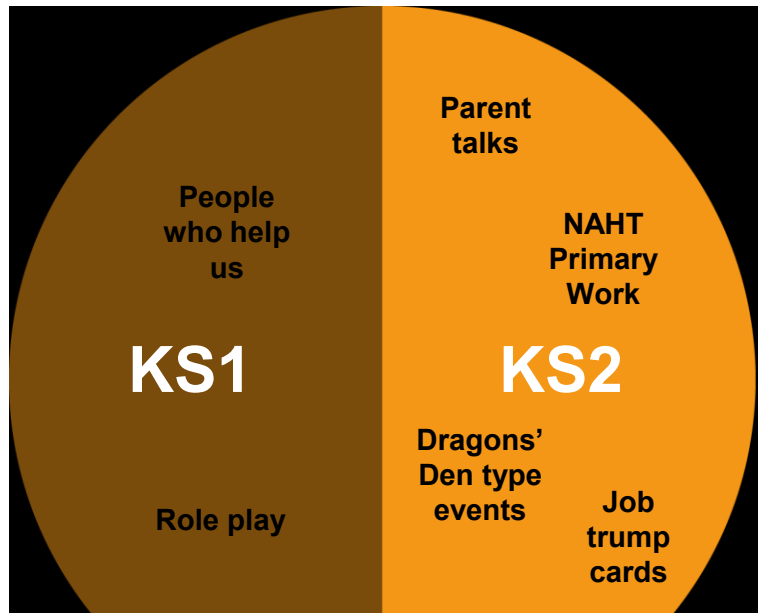 People
who help
us
KS1
Role play
Parent
talks
NAHT
Primary
Work
KS2
Dragons’
Den type
events
Job
trump
cards